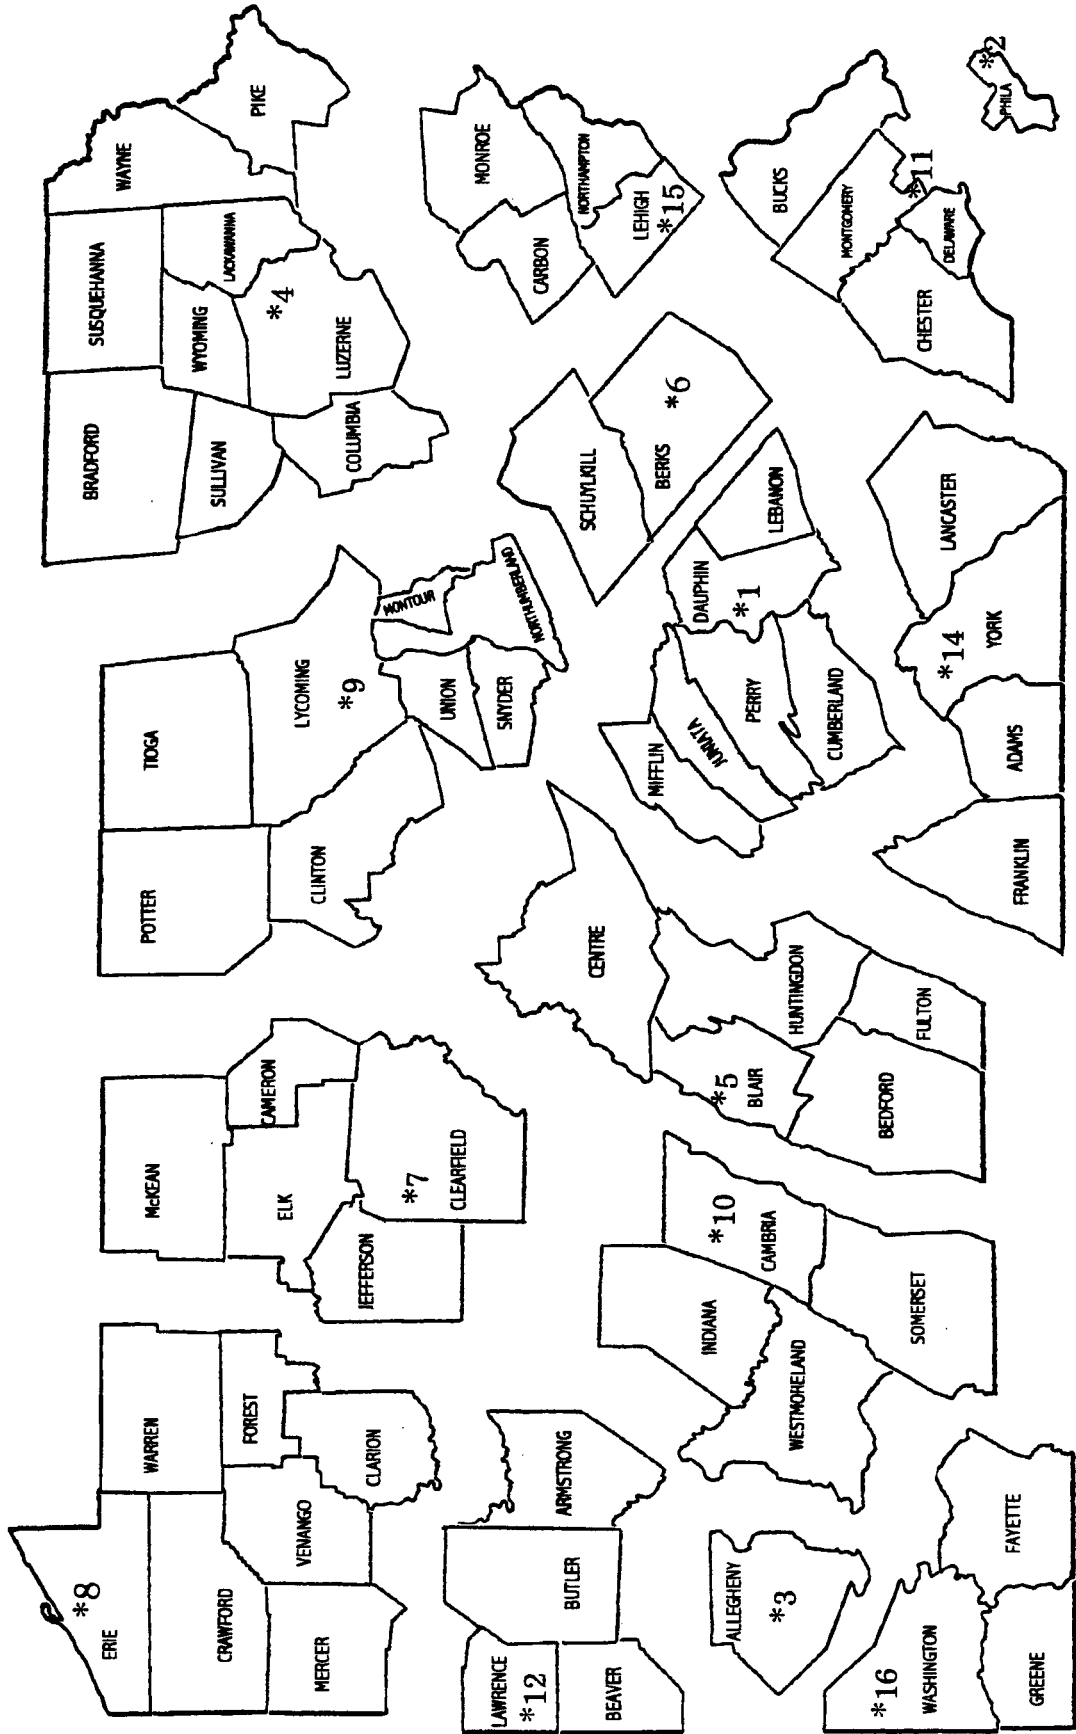 ERIE
*8
CRAWFORD
MERCER
VENANGO
WARREN
FOREST
CLARION
McKEAN
ELK
CAMERON
JEFFERSON
*7
CLEARFIELD
POTTER
TIOGA
CLINTON
LYCOMING
*9
UNION
SNYDER
MONTOUR
NORTHUMBERLAND
BRADFORD
SUSQUEHANNA
WAYNE
PIKE
SULLIVAN
WYOMING
LACKAWANNA
*4
LUZERNE
COLUMBIA
LAWRENCE
*12
BEAVER
BUTLER
ARMSTRONG
ALLEGHENY
*3
*16
WASHINGTON
GREENE
FAYETTE
WESTMORELAND
INDIANA
*10
CAMBRIA
SOMERSET
CENTRE
*5
BLAIR
HUNTINGDON
BEDFORD
FULTON
MIFFLIN
JUNIATA
PERRY
CUMBERLAND
DAUPHIN
*1
LEBANON
FRANKLIN
ADAMS
*14
YORK
LANCASTER
SCHUYLKILL
BERKS
*6
MONROE
CARBON
NORTHAMPTON
LEHIGH
*15
BUCKS
MONTGOMERY
*11
CHESTER
DELAWARE
PHILA
*2